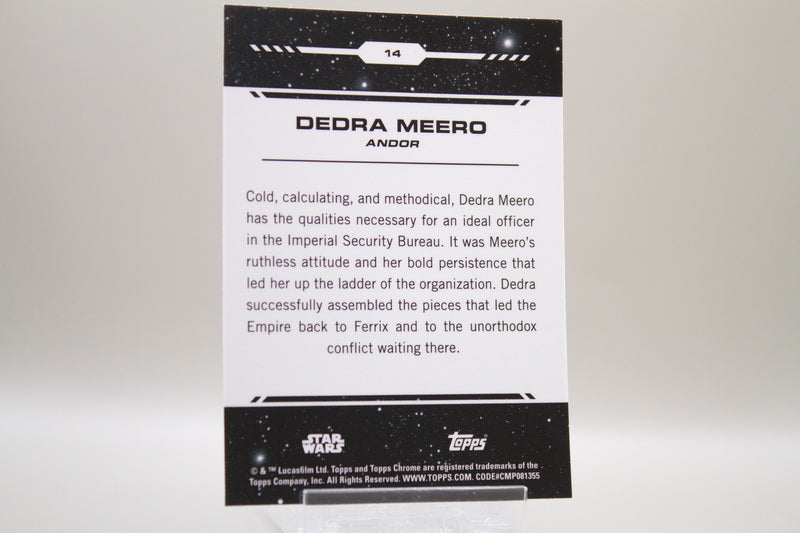 14
DEDRA MEERO
ANDOR
Cold, calculating, and methodical, Dedra Meero
has the qualities necessary for an ideal officer
in the Imperial Security Bureau. It was Meero's
ruthless attitude and her bold persistence that
led her up the ladder of the organization. Dedra
successfully assembled the pieces that led the
Empire back to Ferrix and to the unorthodox
conflict waiting there.
STAR WARS
TOPPS
© & ™ Lucasfilm Ltd. Topps and Topps Chrome are registered trademarks of the
Topps Company, Inc. All Rights Reserved. WWW.TOPPS.COM. CODE#CMP081355